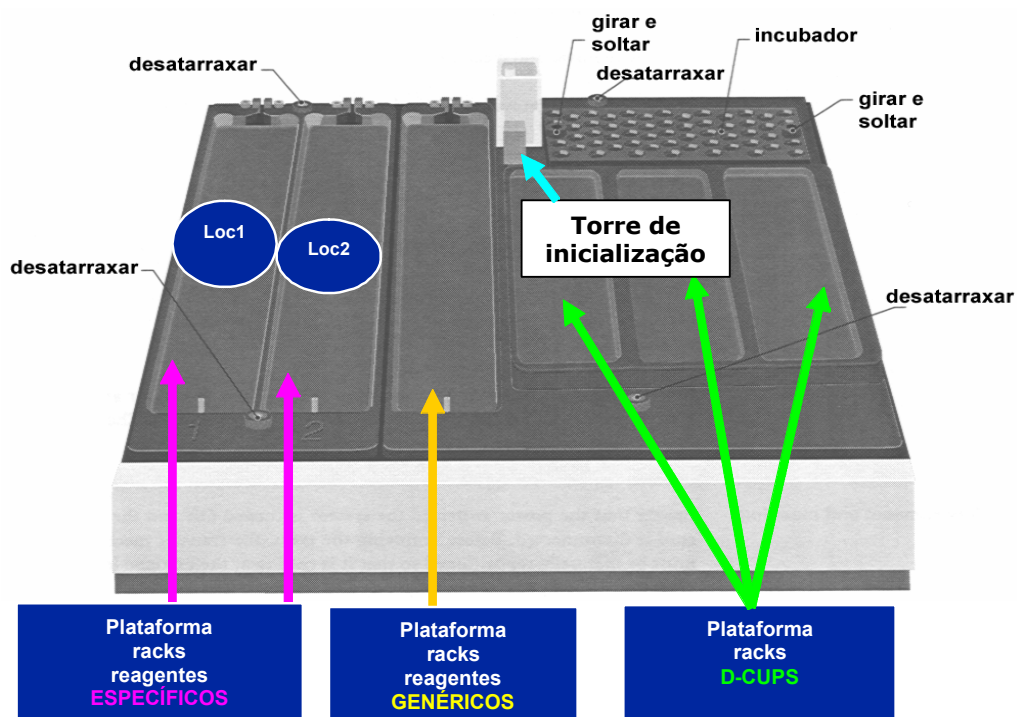 girar e
soltar
incubador
desatarraxar
desatarraxar
girar e
soltar
Torre de
inicialização
Loc1
Loc2
desatarraxar
desatarraxar
1
2
Plataforma
racks
reagentes
ESPECÍFICOS
Plataforma
racks
reagentes
GENÉRICOS
Plataforma
racks
D-CUPS